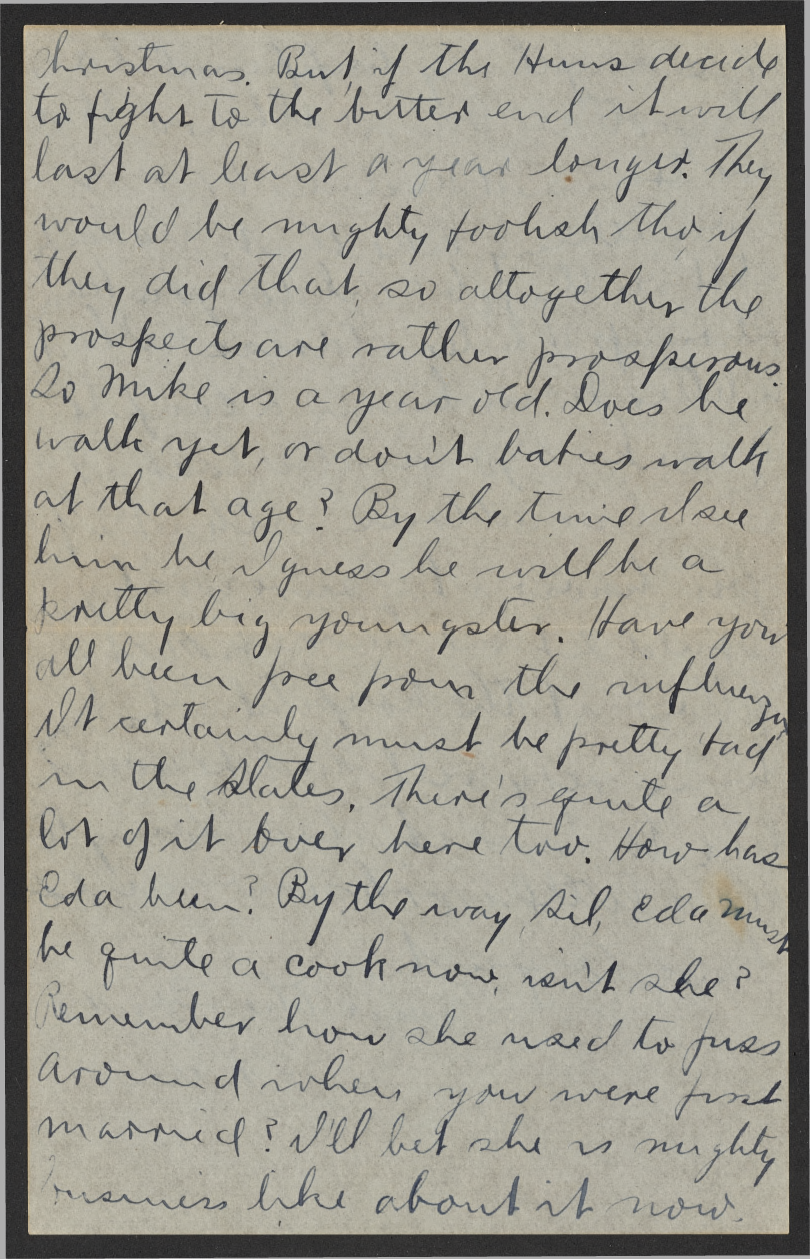 Christmas. But, if the Huns decide
to fight to the bitter end it will
last at least a year longer. They
would be mighty foolish tho, if
they did that, so altogether the
prospects are rather prosperous.
So Mike is a year old. Does he
walk yet, or don't babies walk
at that age? By the time I see
him he, I guess he will be a
pretty big youngster. Have you
all been free from the influenza
It certainly must be pretty bad
in the States. There's quite a
lot of it over here too. How has
Eda been? By the way, Sid, Eda must
be quite a cook now, isn't she?
Remember how she used to fuss
around when you were first
married? I'll bet she is mighty
business like about it now.